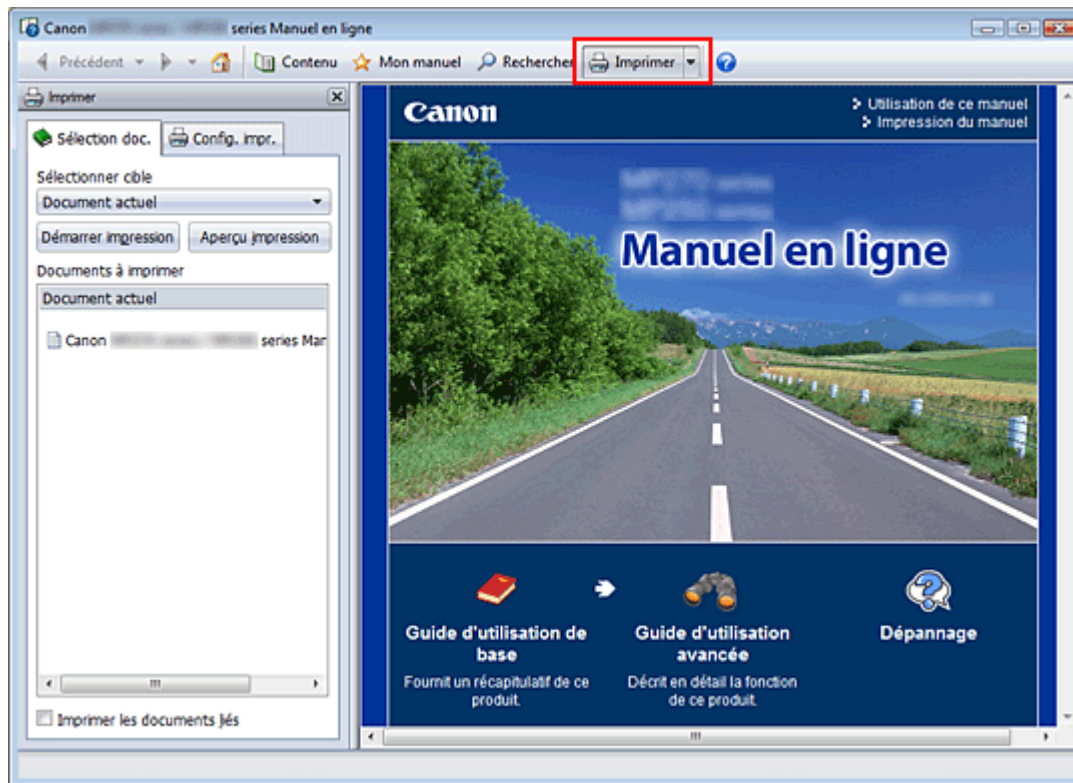 Canon series Manuel en ligne
Précédent Contenu Mon manuel Rechercher Imprimer
Imprimer
Sélection doc. Config. impr.
Sélectionner cible
Document actuel
Démarrer impression Aperçu impression
Documents à imprimer
Document actuel
Canon series Mar
Imprimer les documents liés
Canon
Utilisation de ce manuel
Impression du manuel
series
series
Manuel en ligne
Guide d'utilisation de
base
Fournit un récapitulatif de ce
produit.
Guide d'utilisation
avancée
Décrit en détail la fonction
de ce produit.
Dépannage